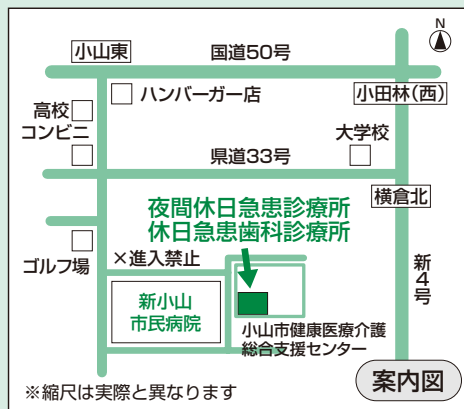 N
小山東
国道50号
ハンバーガー店
小田林(西)
高校
コンビニ
大学校
県道33号
横倉北
夜間休日急患診療所
休日急患歯科診療所
ゴルフ場
×進入禁止
新4号
新小山
市民病院
小山市健康医療介護
総合支援センター
案内図
※縮尺は実際と異なります